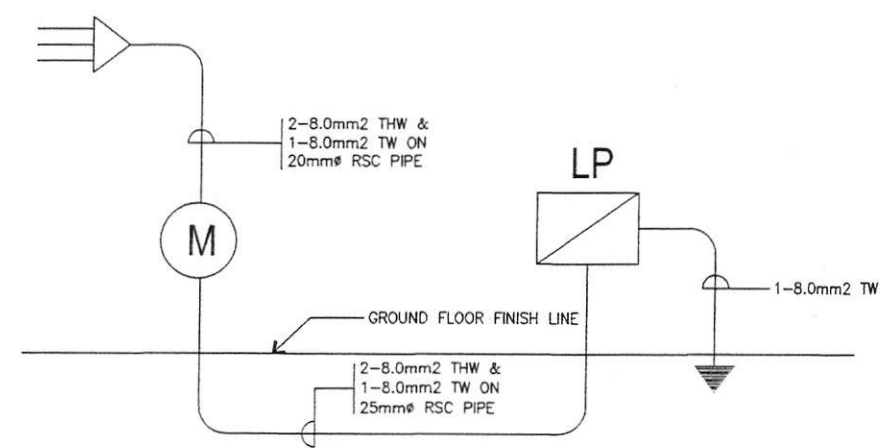 2-8.0mm2 THW &
1-8.0mm2 TW ON
20mmø RSC PIPE
LP
M
1-8.0mm2 TW
GROUND FLOOR FINISH LINE
2-8.0mm2 THW &
1-8.0mm2 TW ON
25mmø RSC PIPE